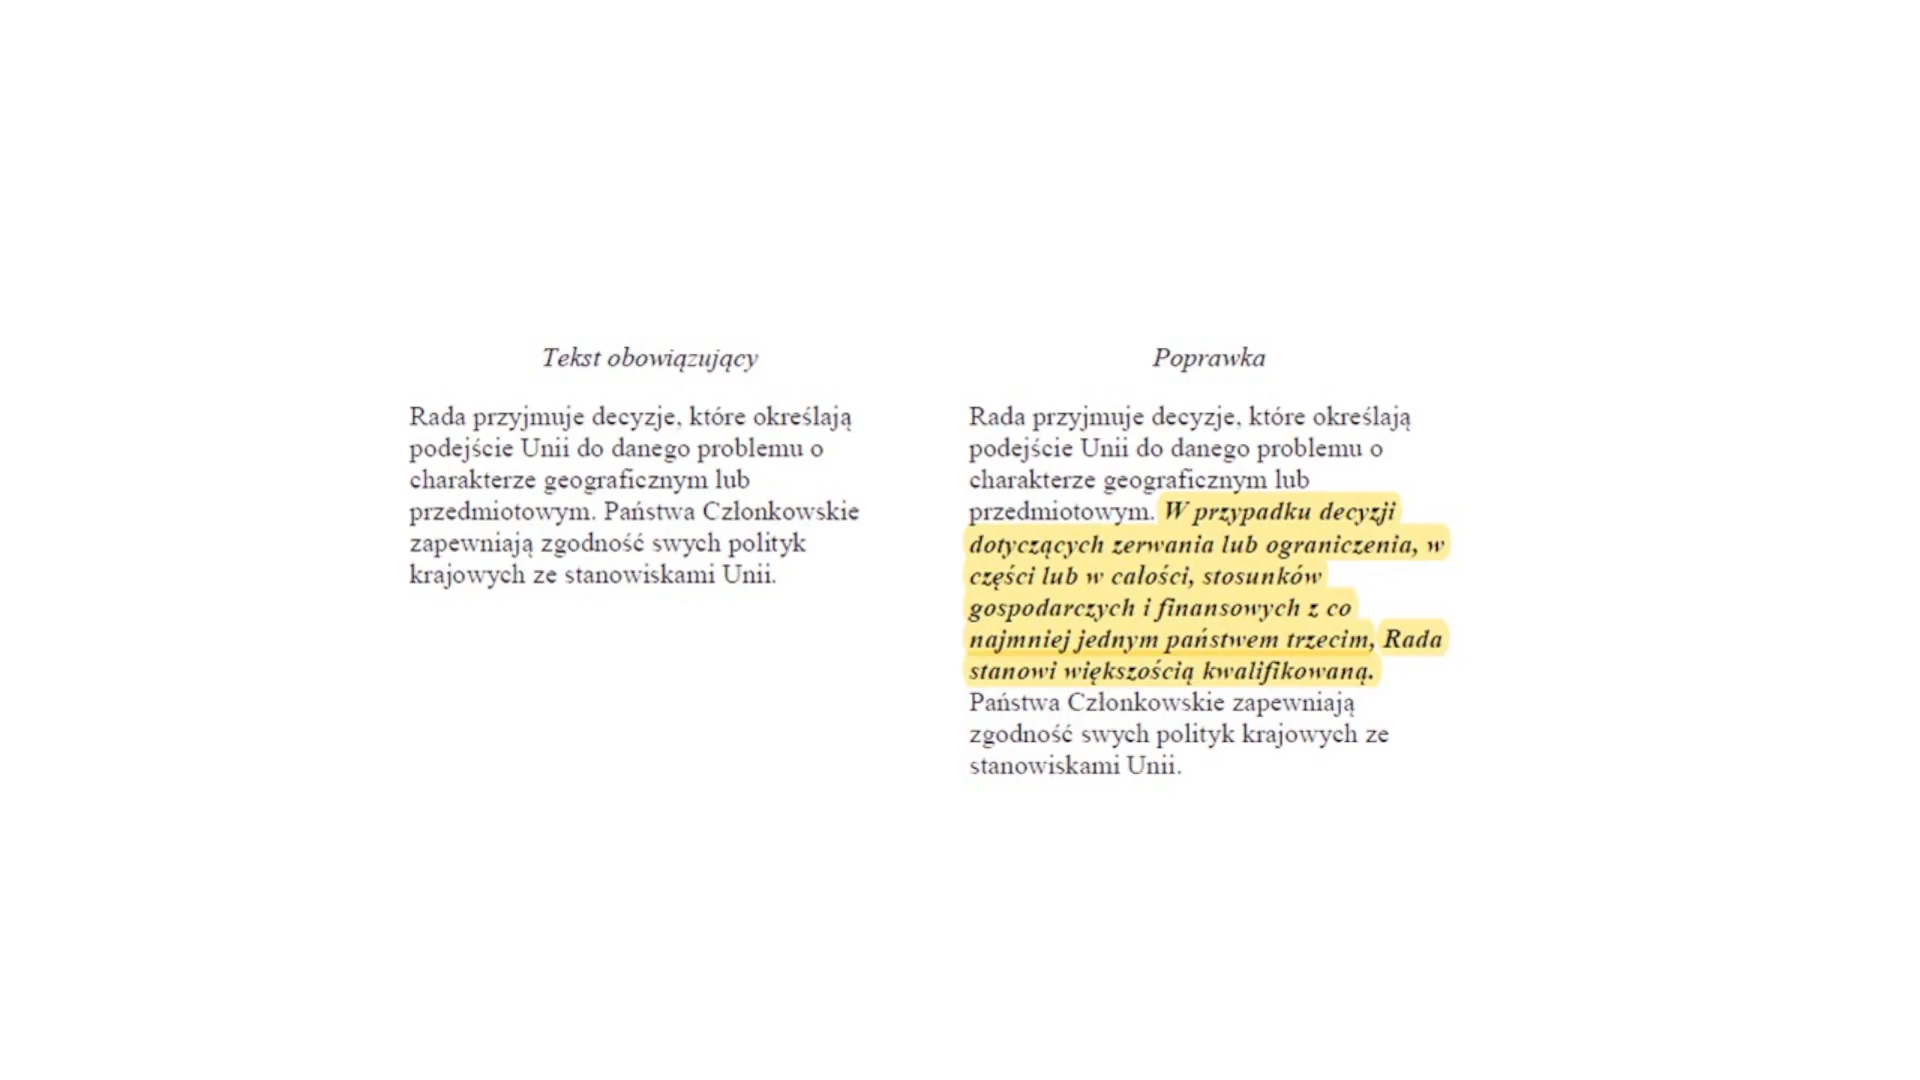 Tekst obowiązujący
Rada przyjmuje decyzje, które określają
podejście Unii do danego problemu o
charakterze geograficznym lub
przedmiotowym. Państwa Członkowskie
zapewniają zgodność swych polityk
krajowych ze stanowiskami Unii.
Poprawka
Rada przyjmuje decyzje, które określają
podejście Unii do danego problemu o
charakterze geograficznym lub
przedmiotowym. W przypadku decyzji
dotyczących zerwania lub ograniczenia, w
części lub w całości, stosunków
gospodarczych i finansowych z co
najmniej jednym państwem trzecim, Rada
stanowi większością kwalifikowaną.
Państwa Członkowskie zapewniają
zgodność swych polityk krajowych ze
stanowiskami Unii.